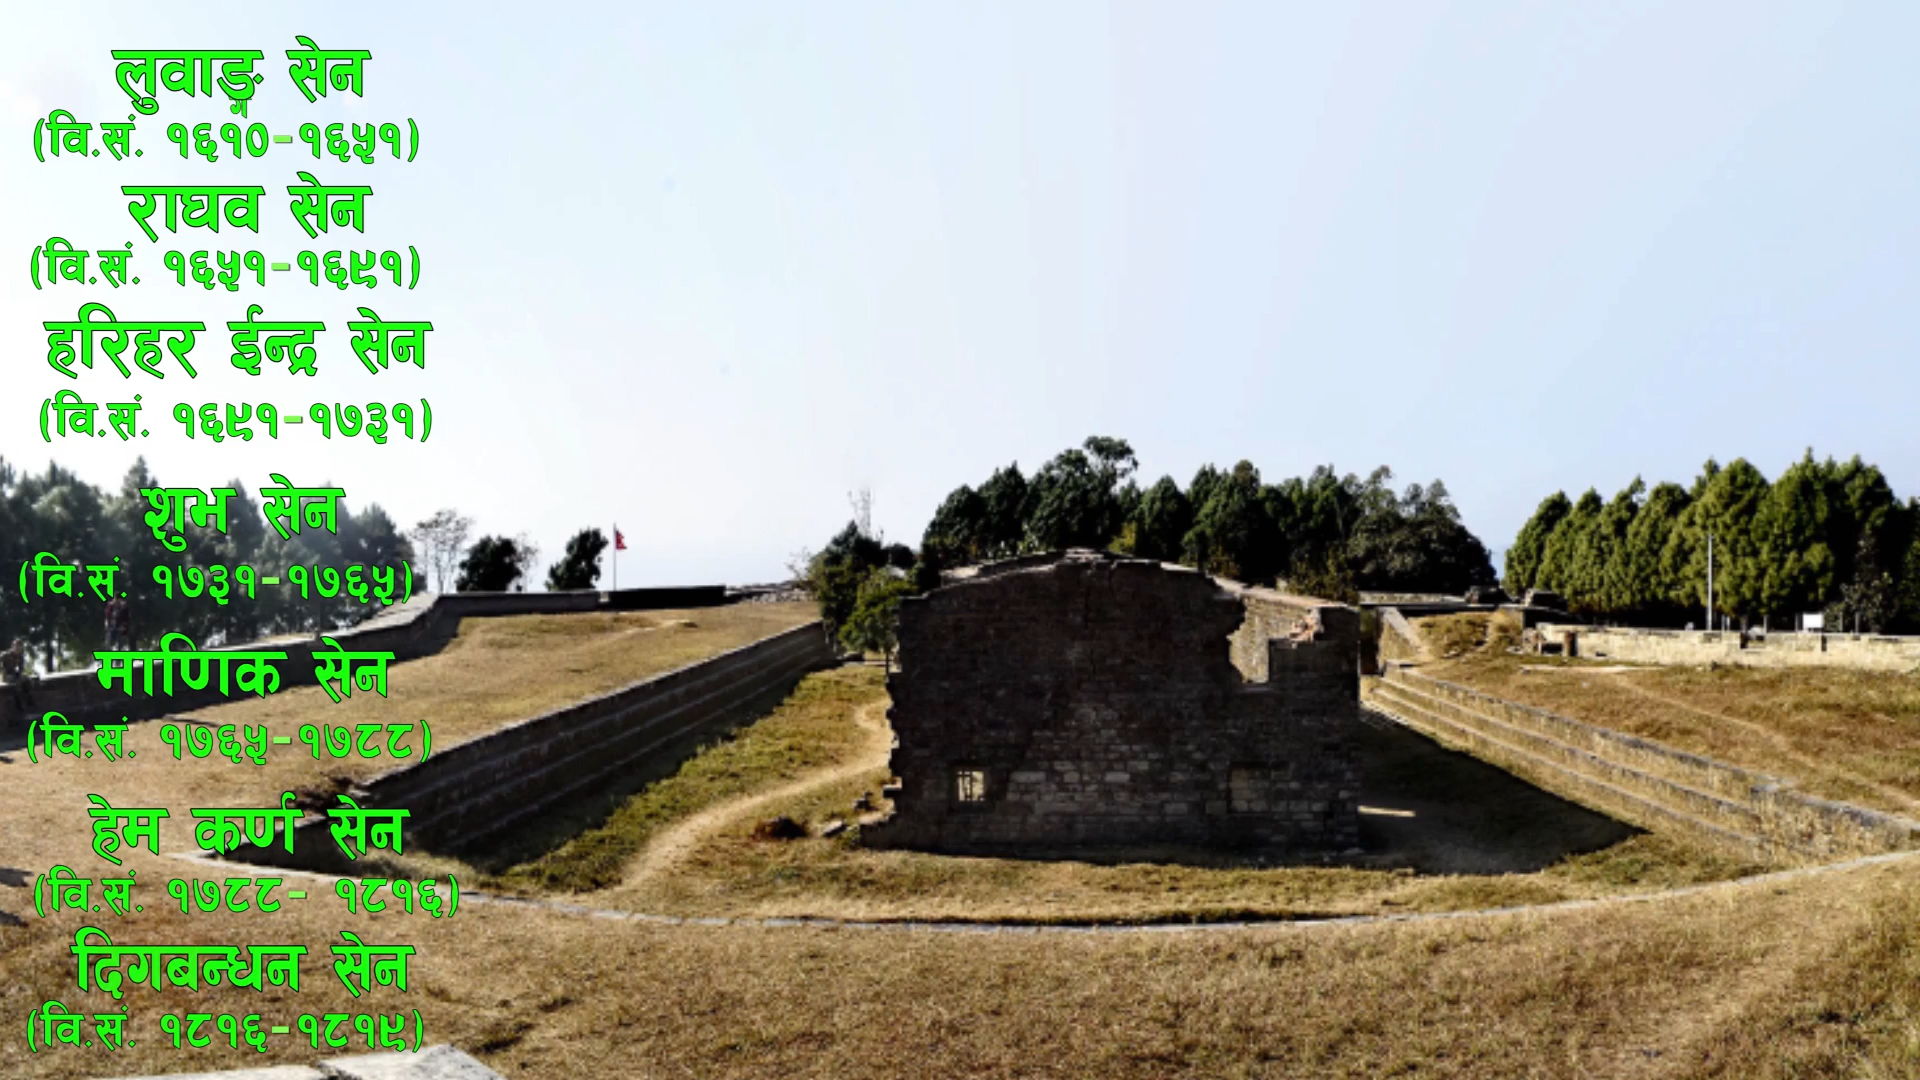 लुवाङ्ग सेन
(वि.सं. १६१०-१६५१)
राघव सेन
(वि.सं. १६५१-१६९१)
हरिहर ईन्द्र सेन
(वि.सं. १६९१-१७३१)
शुभ सेन
(वि.सं. १७३१-१७६५)
माणिक सेन
(वि.सं. १७६५-१७८८)
हेम कर्ण सेन
(वि.सं. १७८८- १८१६)
दिगबन्धन सेन
(वि.सं. १८१६-१८१९)